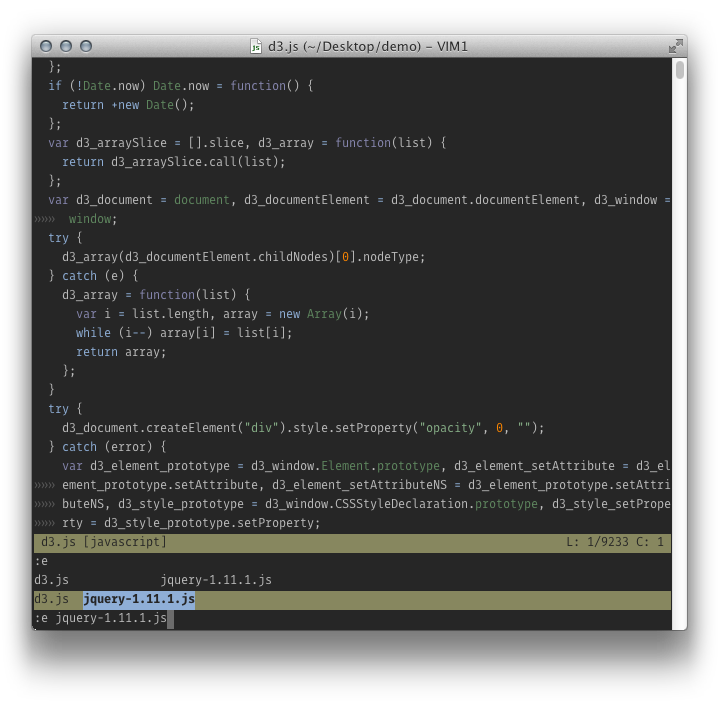 d3.js (~/Desktop/demo) – VIM1
};
if (!Date.now) Date.now = function() {
return +new Date();
};
var d3_arraySlice = [].slice, d3_array = function(list) {
return d3_arraySlice.call(list);
};
var d3_document = document, d3_documentElement = d3_document.documentElement, d3_window =
»»» window;
try {
d3_array(d3_documentElement.childNodes)[0].nodeType;
} catch (e) {
d3_array = function(list) {
var i = list.length, array = new Array(i);
while (i--) array[i] = list[i];
return array;
};
}
try {
d3_document.createElement("div").style.setProperty("opacity", 0, "");
} catch (error) {
var d3_element_prototype = d3_window.Element.prototype, d3_element_setAttribute = d3_el
»»» ement_prototype.setAttribute, d3_element_setAttributeNS = d3_element_prototype.setAttri
»»» buteNS, d3_style_prototype = d3_window.CSSStyleDeclaration.prototype, d3_style_setPrope
»»» rty = d3_style_prototype.setProperty;
d3.js [javascript] L: 1/9233 C: 1
:e
d3.js jquery-1.11.1.js
d3.js jquery-1.11.1.js
:e jquery-1.11.1.js